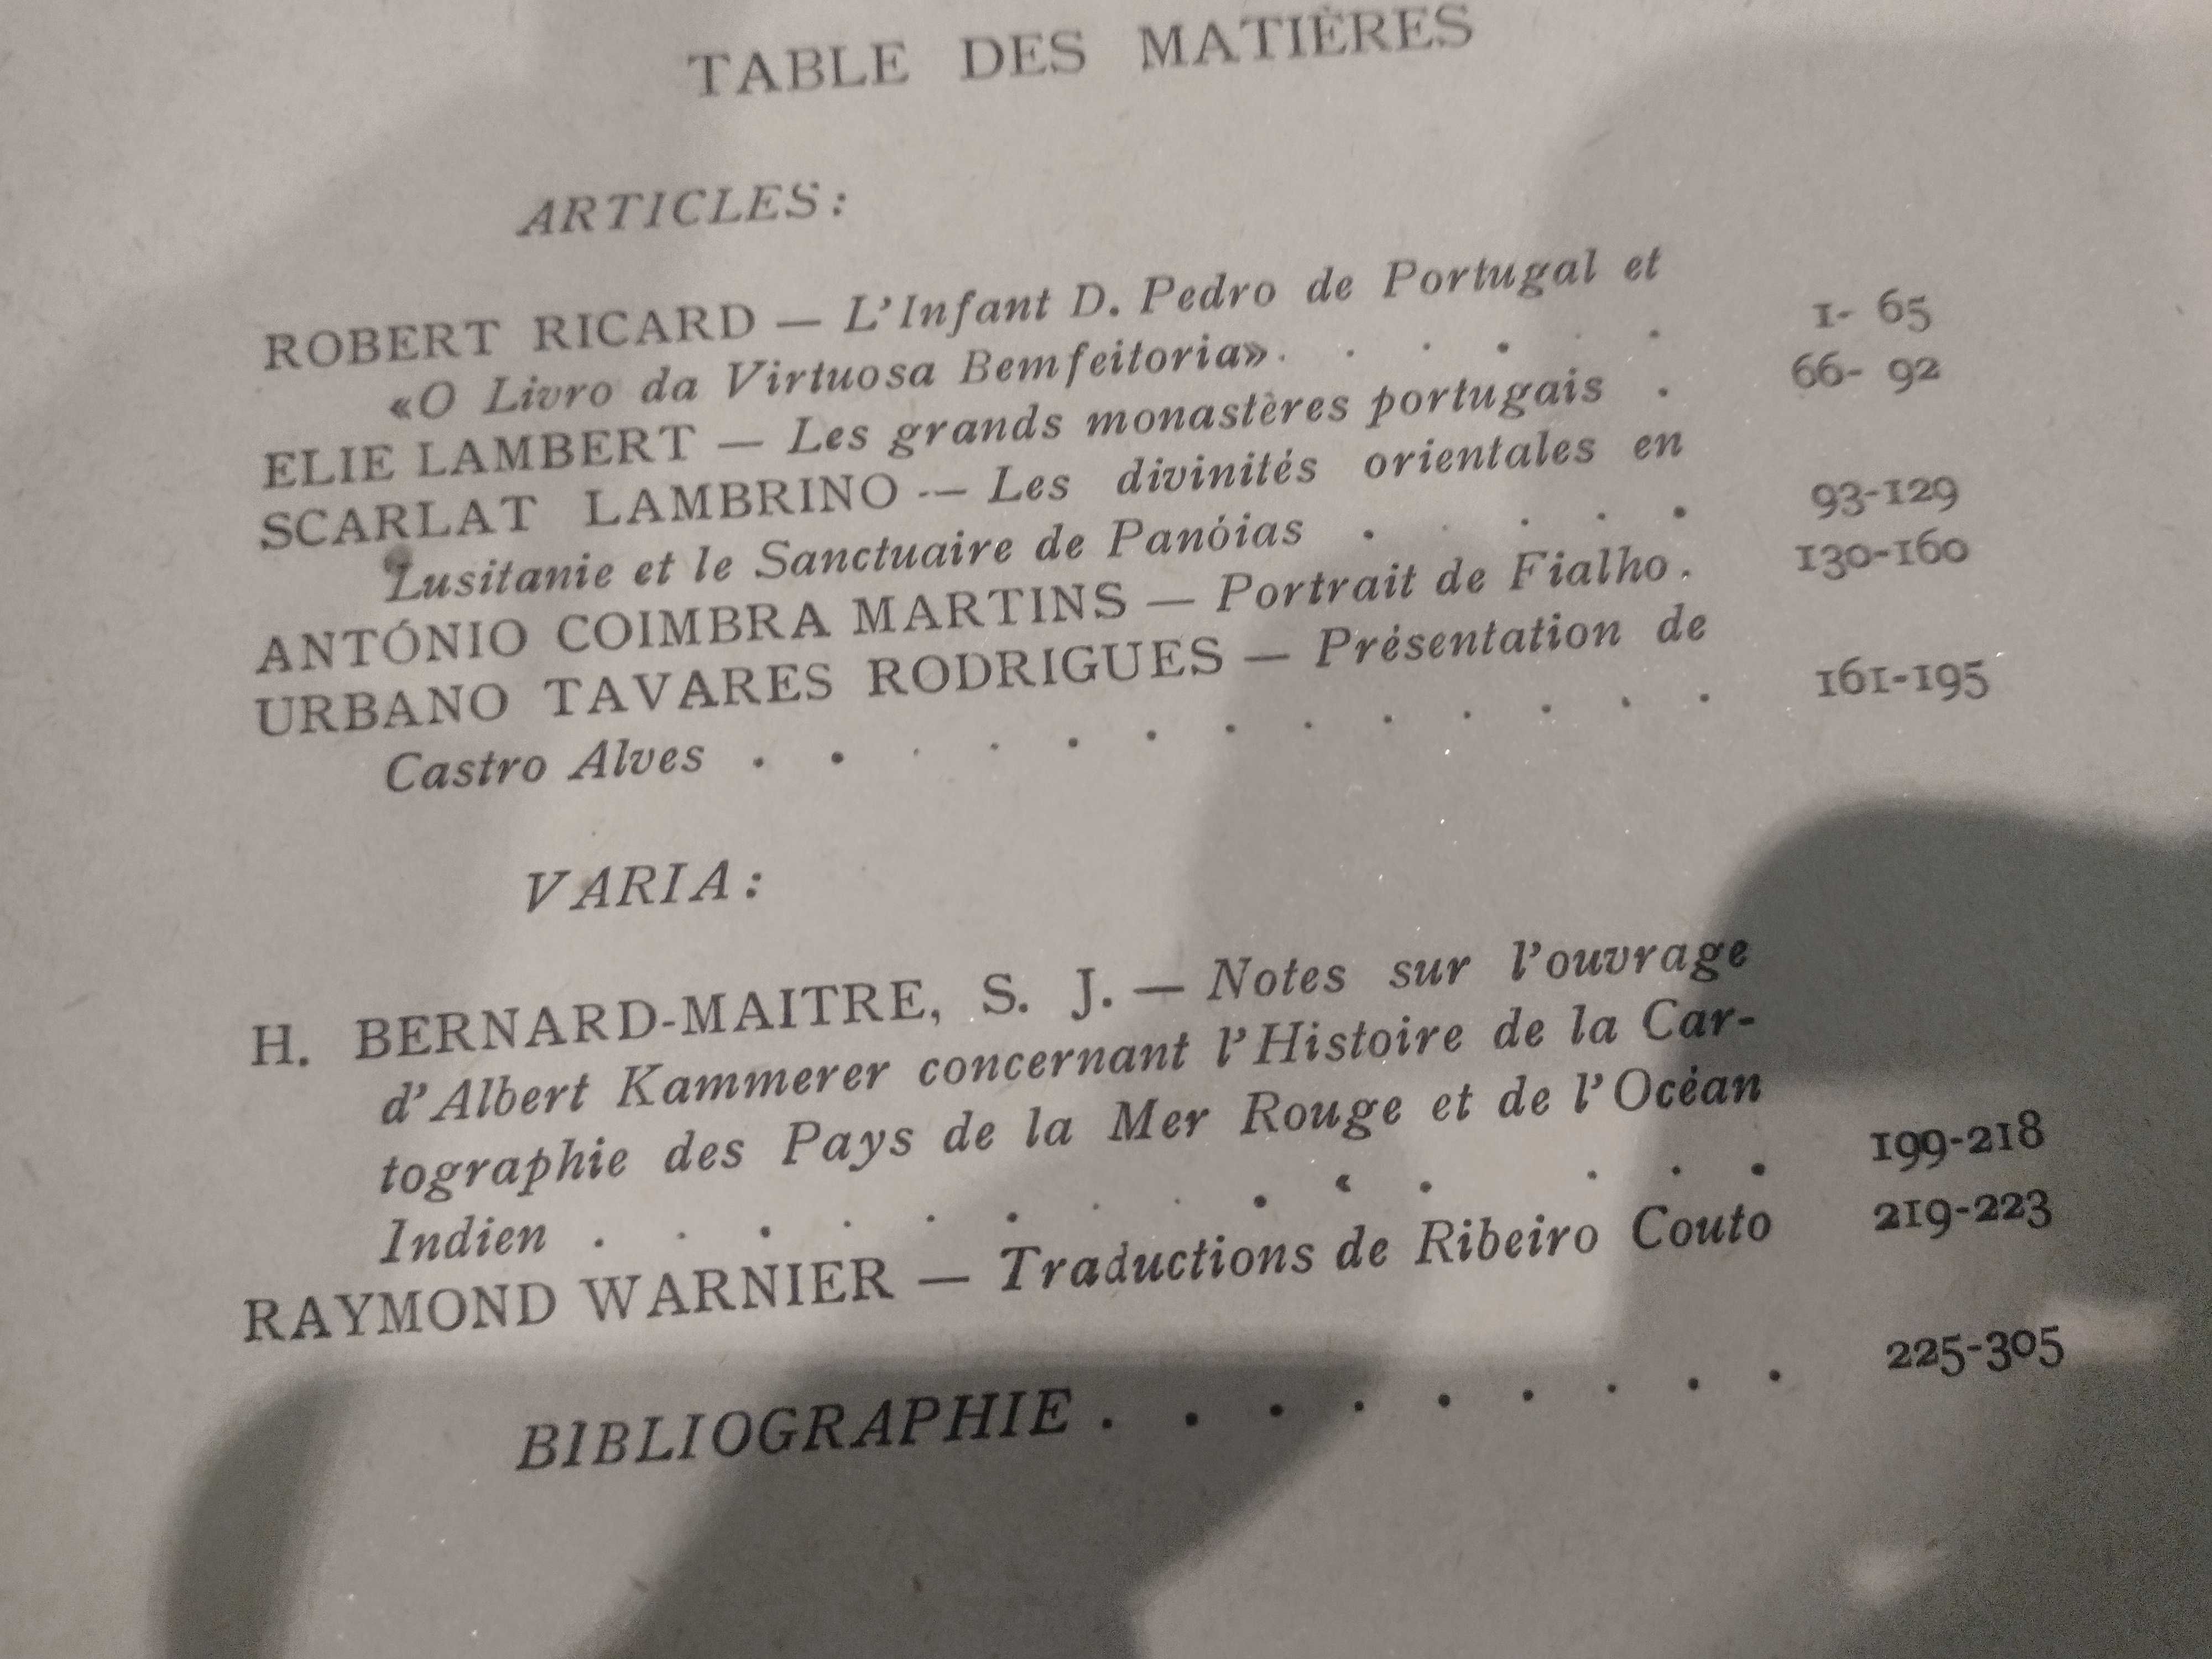 TABLE DES MATIÈRES
ARTICLES:
ROBERT RICARD — L'Infant D. Pedro de Portugal et
«O Livro da Virtuosa Bemfeitoria» . . . . . 1- 65
ELIE LAMBERT — Les grands monastères portugais . 66- 92
SCARLAT LAMBRINO -— Les divinités orientales en
Lusitanie et le Sanctuaire de Panóias . . . . . 93-129
ANTÓNIO COIMBRA MARTINS — Portrait de Fialho . 130-160
URBANO TAVARES RODRIGUES — Présentation de
Castro Alves . . . . . . . . . . . . . 161-195
VARIA:
H. BERNARD-MAITRE, S. J. — Notes sur l'ouvrage
d'Albert Kammerer concernant l'Histoire de la Car-
tographie des Pays de la Mer Rouge et de l'Océan
Indien . . . . . . . . . . . . . . 199-218
RAYMOND WARNIER — Traductions de Ribeiro Couto 219-223
BIBLIOGRAPHIE . . . . . . . . . 225-305